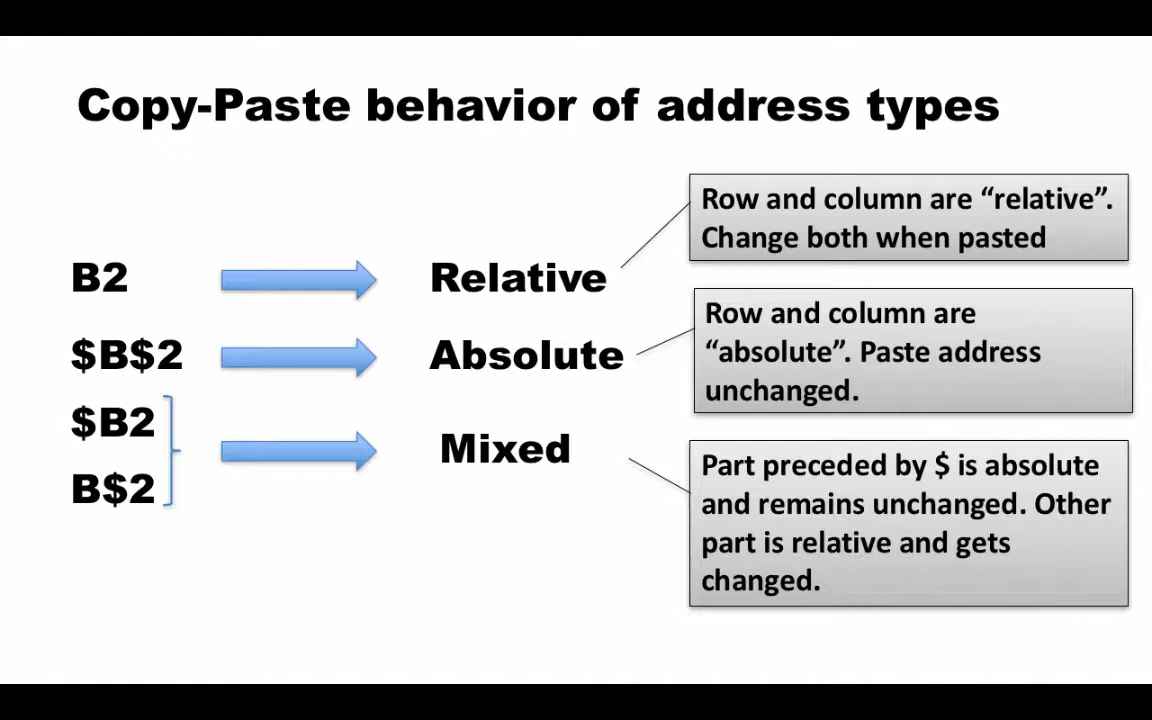 Copy-Paste behavior of address types
Row and column are “relative”.
Change both when pasted
B2
Relative
Row and column are
“absolute”. Paste address
unchanged.
$B$2
Absolute
$B2
B$2
Mixed
Part preceded by $ is absolute
and remains unchanged. Other
part is relative and gets
changed.